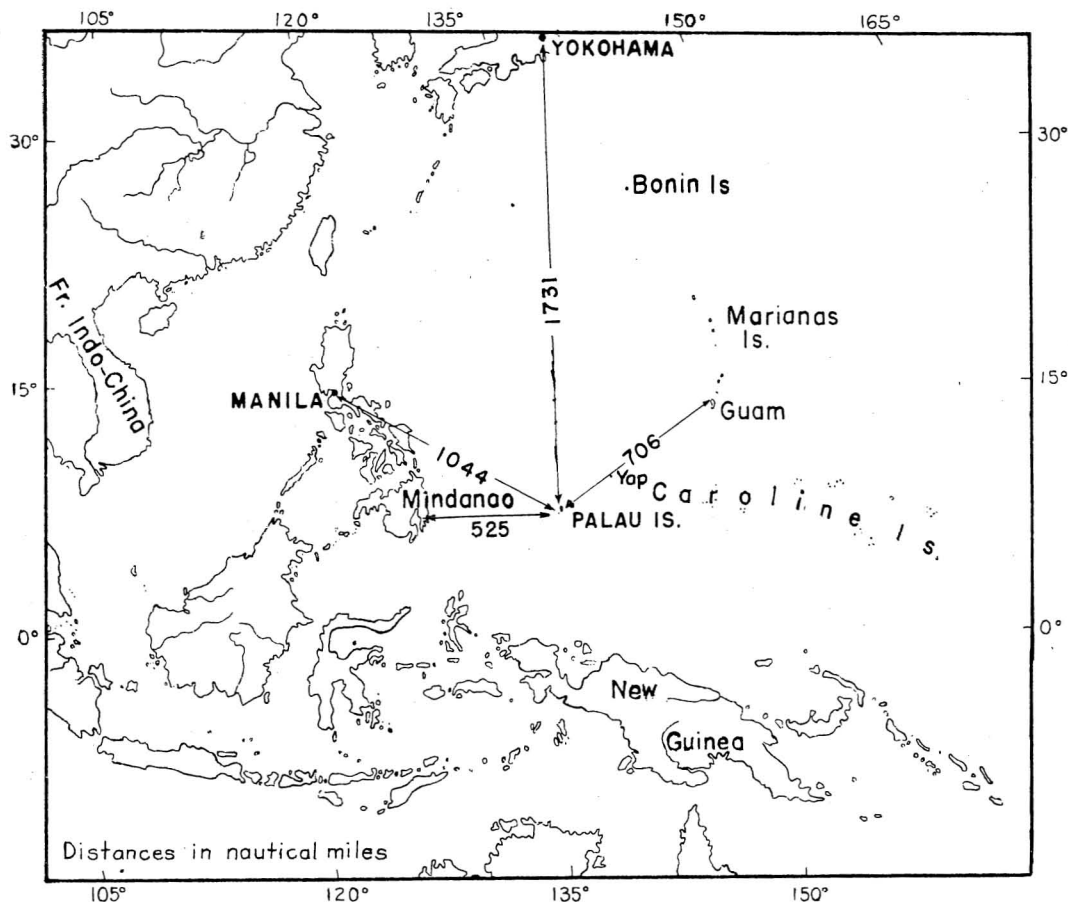 105° 120° 135° 150° 165°
YOKOHAMA
30° 30°
Bonin Is
Fr. Indo-China
1731
Marianas
Is.
15° 15°
MANILA
Guam
1044
706
Yap
Caroline Is.
Mindanao
PALAU IS.
525
0° 0°
New
Guinea
Distances in nautical miles
105° 120° 135° 150°